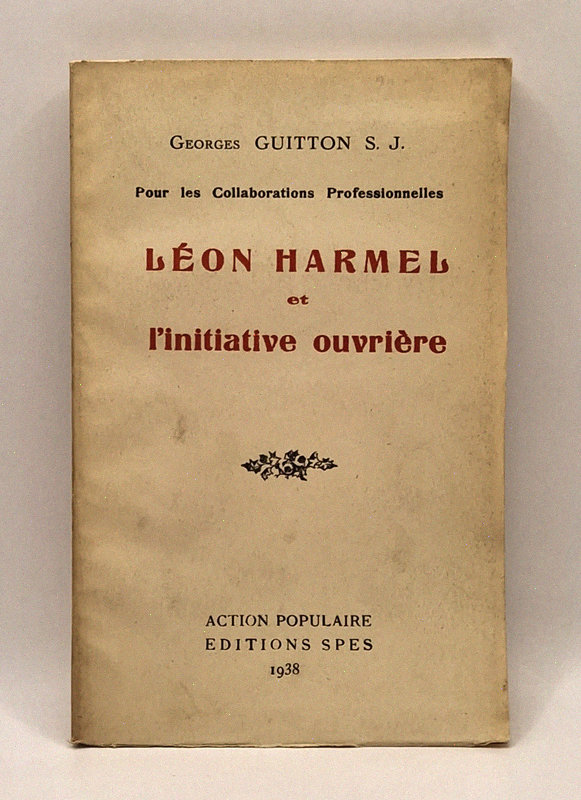 Georges GUITTON S. J.
Pour les Collaborations Professionnelles
LÉON HARMEL
et
l'initiative ouvrière
ACTION POPULAIRE
EDITIONS SPES
1938